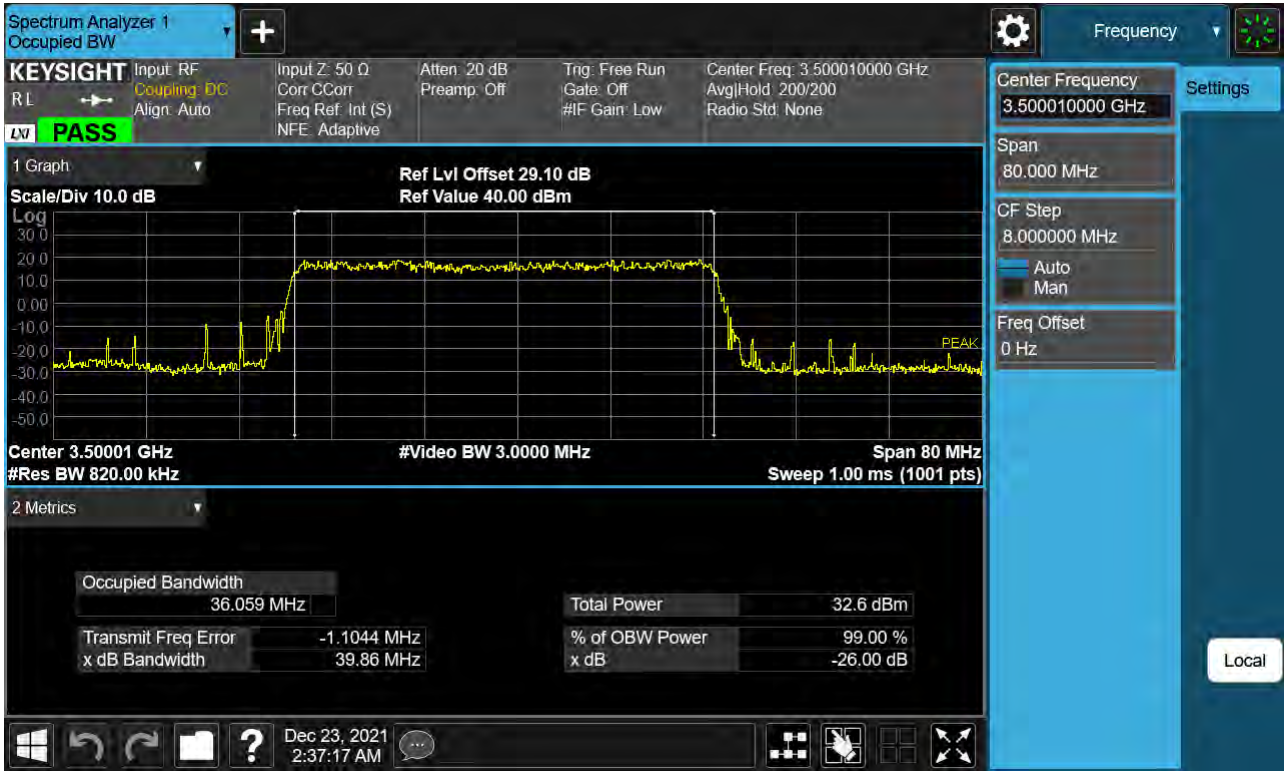 Spectrum Analyzer 1
Occupied BW
+
Frequency
KEYSIGHT
R L
LXI PASS
Input: RF
Coupling: DC
Align: Auto
Input Z: 50 Ω
Corr CCorr
Freq Ref: Int (S)
NFE: Adaptive
Atten: 20 dB
Preamp: Off
Trig: Free Run
Gate: Off
#IF Gain: Low
Center Freq: 3.500010000 GHz
Avg|Hold: 200/200
Radio Std: None
Center Frequency
3.500010000 GHz
Settings
Span
80.000 MHz
CF Step
8.000000 MHz
Auto
Man
Freq Offset
0 Hz
Local
1 Graph
Scale/Div 10.0 dB
Ref Lvl Offset 29.10 dB
Ref Value 40.00 dBm
Log
30.0
20.0
10.0
0.00
-10.0
-20.0
-30.0
-40.0
-50.0
PEAK
Center 3.50001 GHz
#Res BW 820.00 kHz
#Video BW 3.0000 MHz
Span 80 MHz
Sweep 1.00 ms (1001 pts)
2 Metrics
Occupied Bandwidth
36.059 MHz
Total Power 32.6 dBm
Transmit Freq Error -1.1044 MHz
% of OBW Power 99.00 %
x dB Bandwidth 39.86 MHz
x dB -26.00 dB
?
Dec 23, 2021
2:37:17 AM